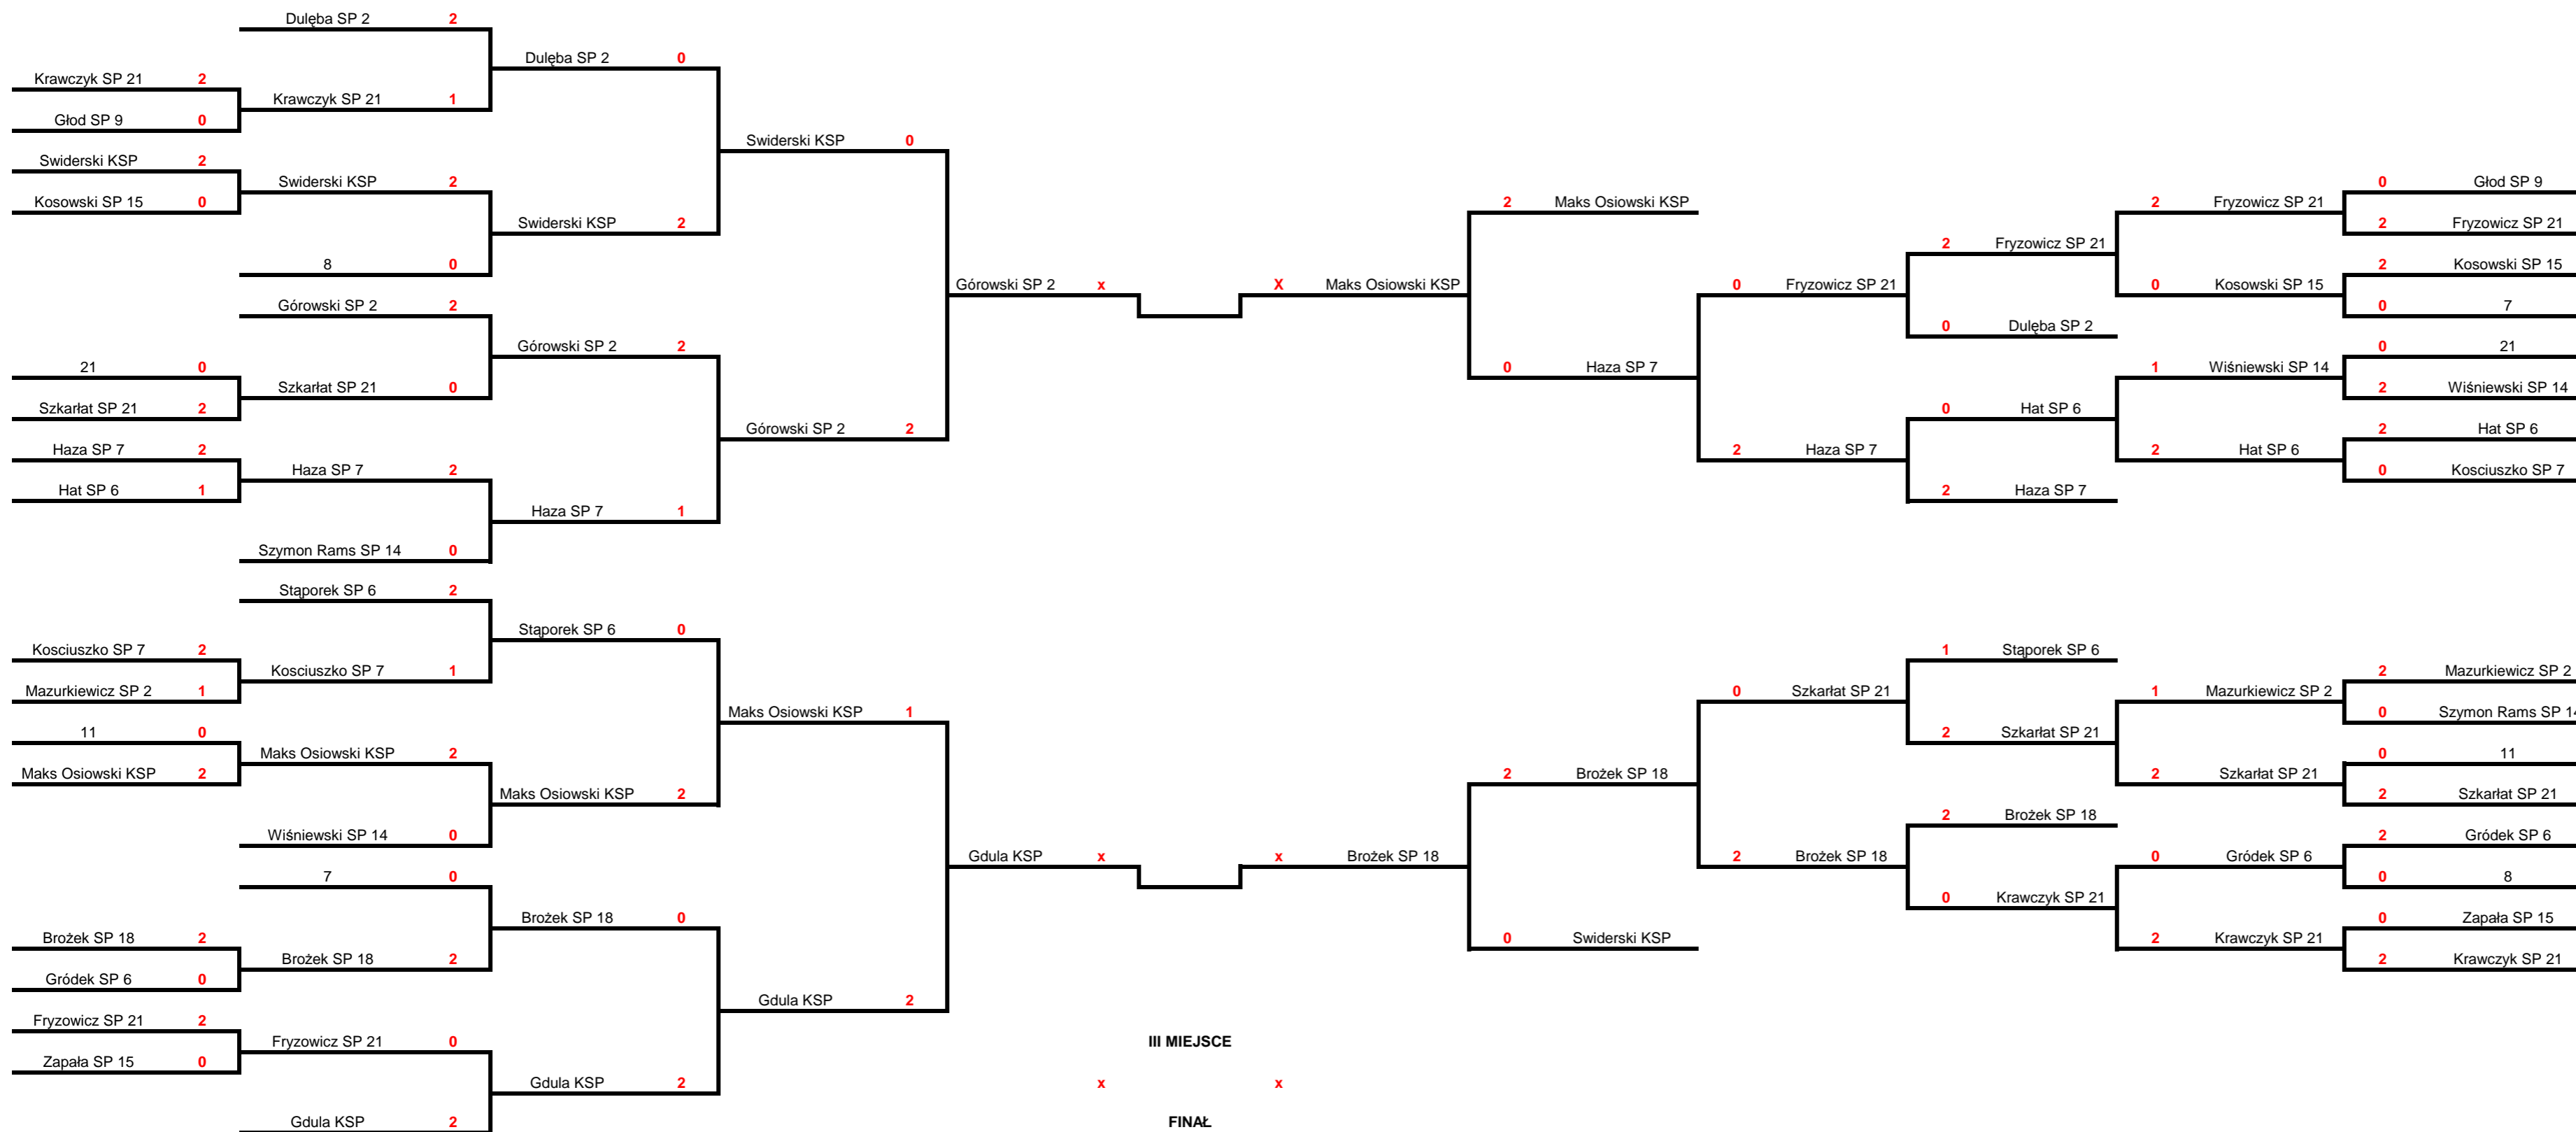 Dulęba SP 2 2
Dulęba SP 2 0
Krawczyk SP 21 2
Krawczyk SP 21 1
Głod SP 9 0
Swiderski KSP 0
Swiderski KSP 2
Swiderski KSP 2
0 Głod SP 9
Kosowski SP 15 0
2 Maks Osiowski KSP
2 Fryzowicz SP 21
Swiderski KSP 2
2 Fryzowicz SP 21
2 Fryzowicz SP 21
8 0
2 Kosowski SP 15
Górowski SP 2 x
X Maks Osiowski KSP
0 Fryzowicz SP 21
0 Kosowski SP 15
Górowski SP 2 2
0 7
0 Dulęba SP 2
Górowski SP 2 2
0 21
21 0
0 Haza SP 7
1 Wiśniewski SP 14
Szkarłat SP 21 0
2 Wiśniewski SP 14
Szkarłat SP 21 2
0 Hat SP 6
Górowski SP 2 2
2 Hat SP 6
Haza SP 7 2
2 Haza SP 7
2 Hat SP 6
Haza SP 7 2
0 Kosciuszko SP 7
Hat SP 6 1
2 Haza SP 7
Haza SP 7 1
Szymon Rams SP 14 0
Stąporek SP 6 2
Stąporek SP 6 0
Kosciuszko SP 7 2
1 Stąporek SP 6
Kosciuszko SP 7 1
2 Mazurkiewicz SP 2
Mazurkiewicz SP 2 1
0 Szkarłat SP 21
1 Mazurkiewicz SP 2
Maks Osiowski KSP 1
0 Szymon Rams SP 14
11 0
2 Szkarłat SP 21
Maks Osiowski KSP 2
0 11
Maks Osiowski KSP 2
2 Brożek SP 18
2 Szkarłat SP 21
Maks Osiowski KSP 2
2 Szkarłat SP 21
2 Brożek SP 18
Wiśniewski SP 14 0
2 Gródek SP 6
Gdula KSP x
x Brożek SP 18
2 Brożek SP 18
0 Gródek SP 6
7 0
0 8
0 Krawczyk SP 21
Brożek SP 18 0
0 Zapała SP 15
Brożek SP 18 2
0 Swiderski KSP
2 Krawczyk SP 21
Brożek SP 18 2
2 Krawczyk SP 21
Gródek SP 6 0
Gdula KSP 2
Fryzowicz SP 21 2
Fryzowicz SP 21 0
III MIEJSCE
Zapała SP 15 0
Gdula KSP 2
x x
Gdula KSP 2
FINAŁ